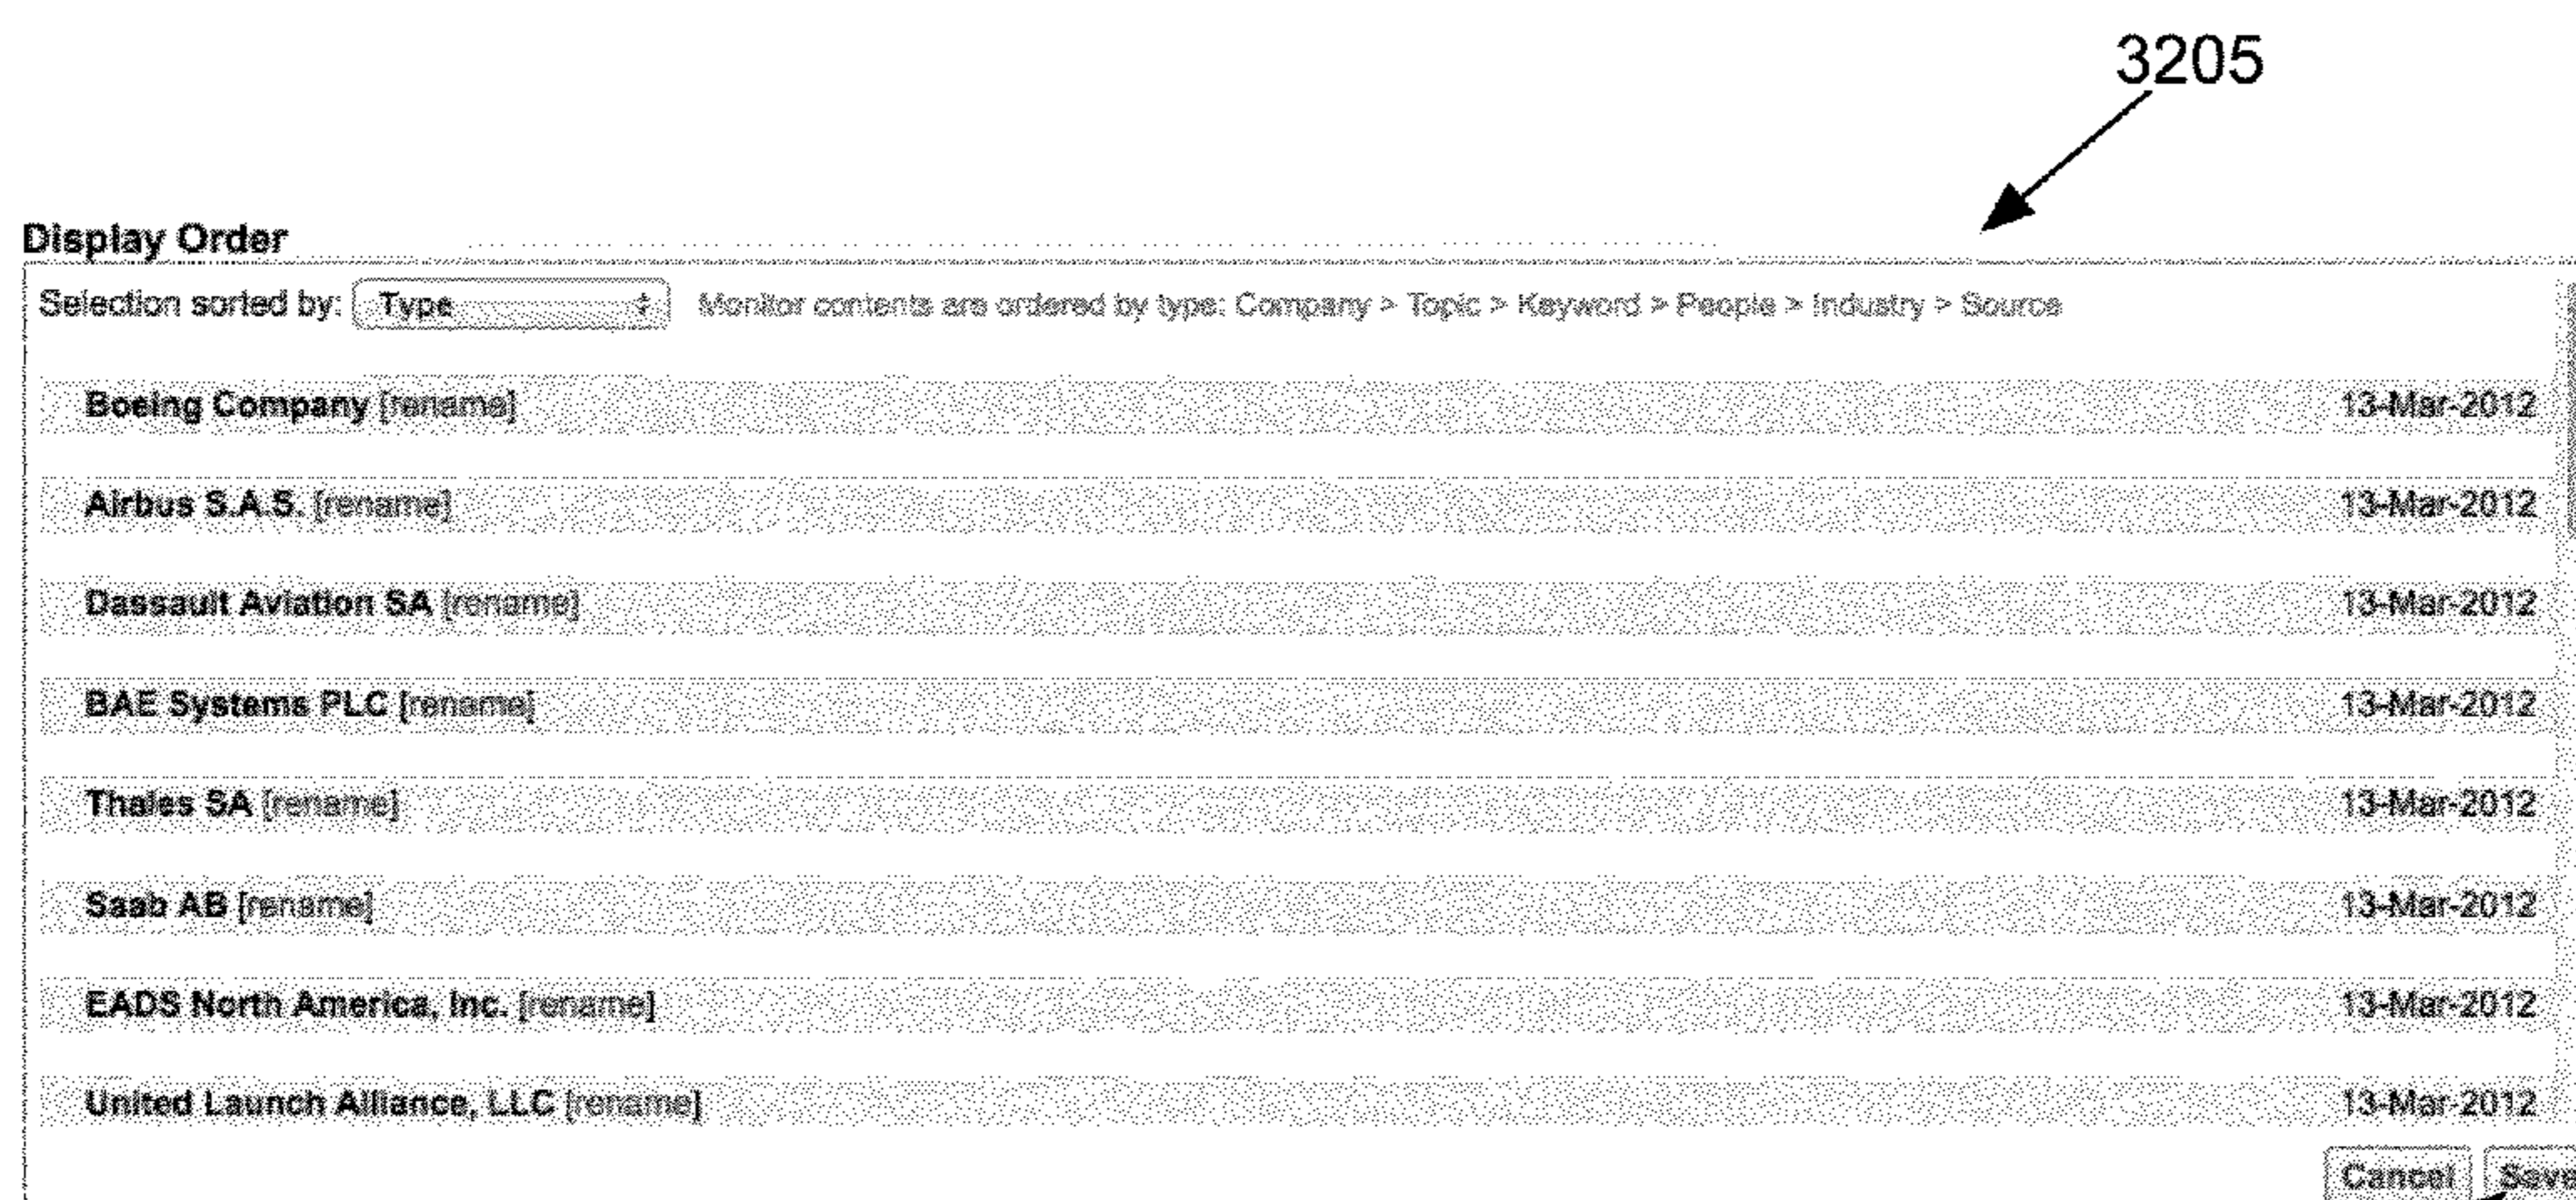 3205
Display Order
Selection sorted by: Type Monitor contents are ordered by type: Company > Topic > Keyword > People > Industry > Source
Boeing Company [rename] 13-Mar-2012
Airbus S.A.S. [rename] 13-Mar-2012
Dassault Aviation SA [rename] 13-Mar-2012
BAE Systems PLC [rename] 13-Mar-2012
Thales SA [rename] 13-Mar-2012
Saab AB [rename] 13-Mar-2012
EADS North America, Inc. [rename] 13-Mar-2012
United Launch Alliance, LLC [rename] 13-Mar-2012
Cancel Save